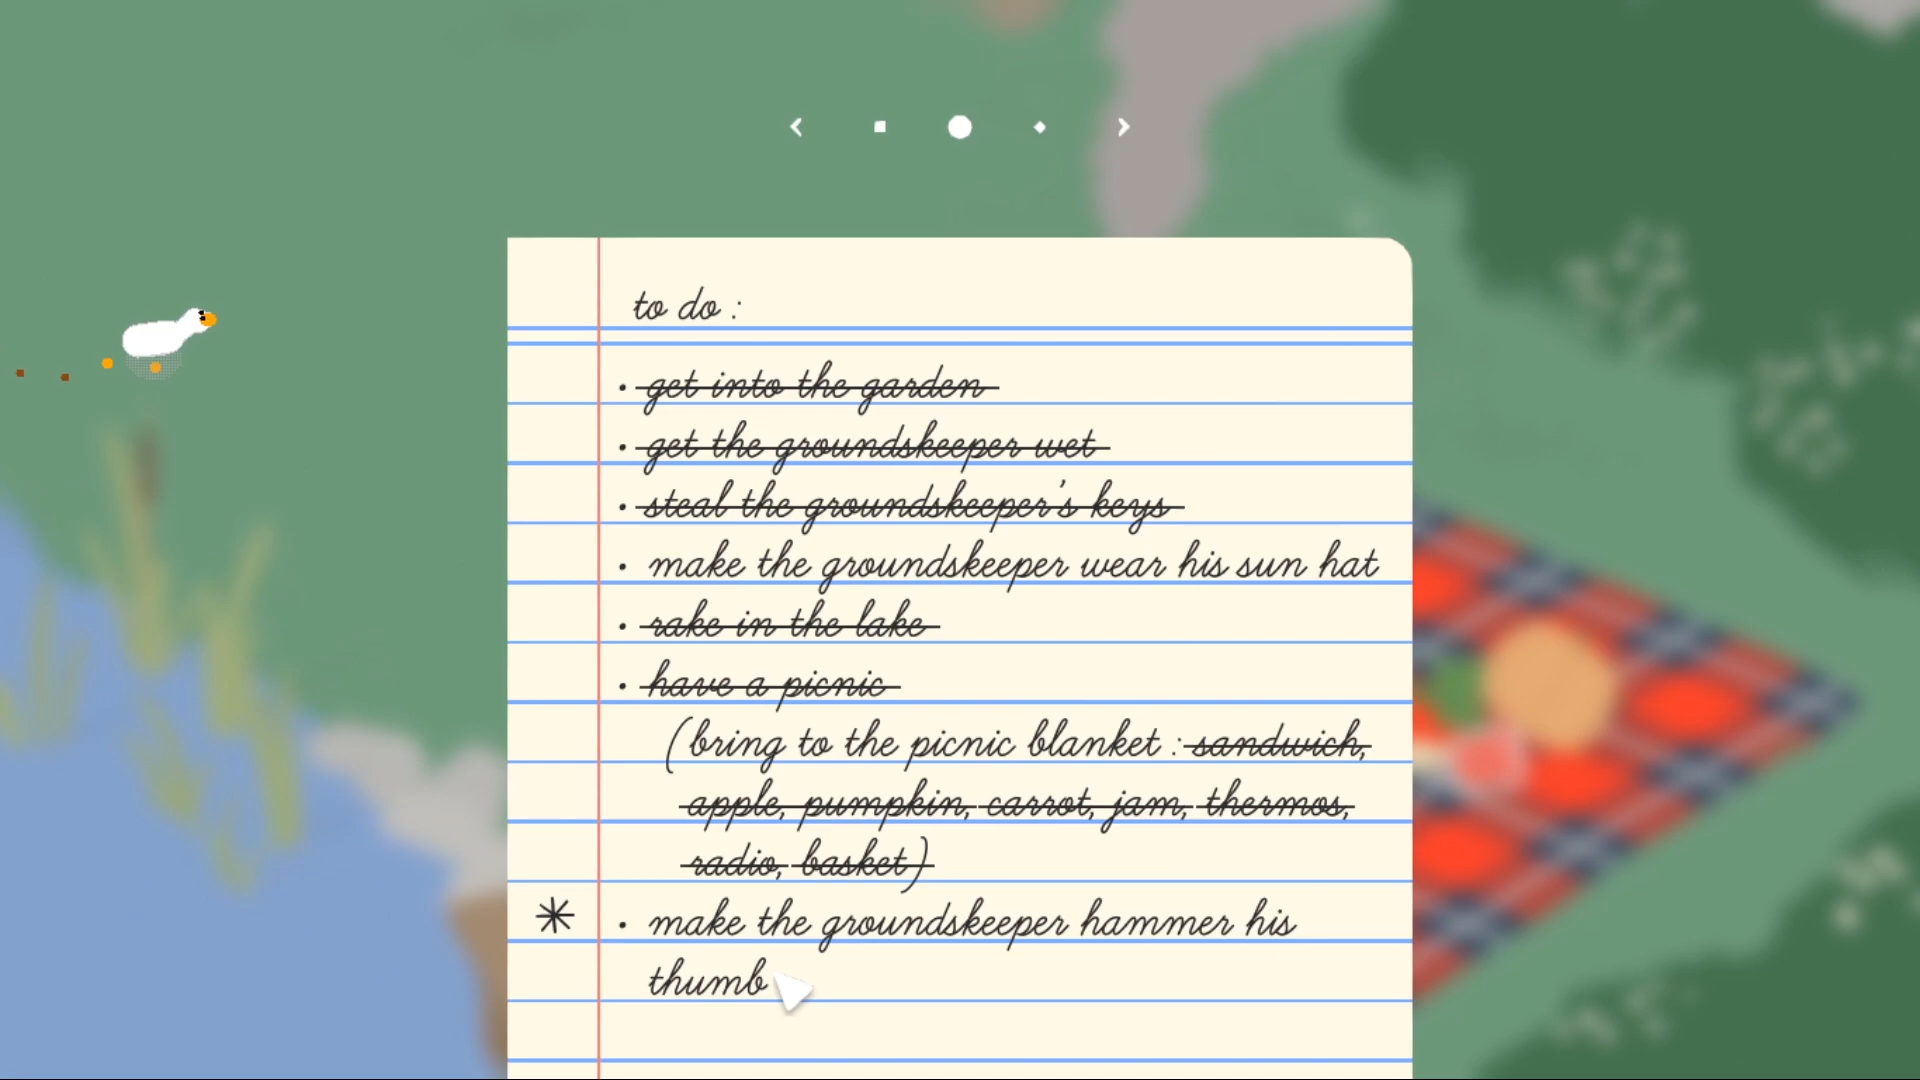 to do :
• get into the garden
• get the groundskeeper wet
• steal the groundskeeper's keys
• make the groundskeeper wear his sun hat
• rake in the lake
• have a picnic
(bring to the picnic blanket : sandwich,
apple, pumpkin, carrot, jam, thermos,
radio, basket)
• make the groundskeeper hammer his
thumb